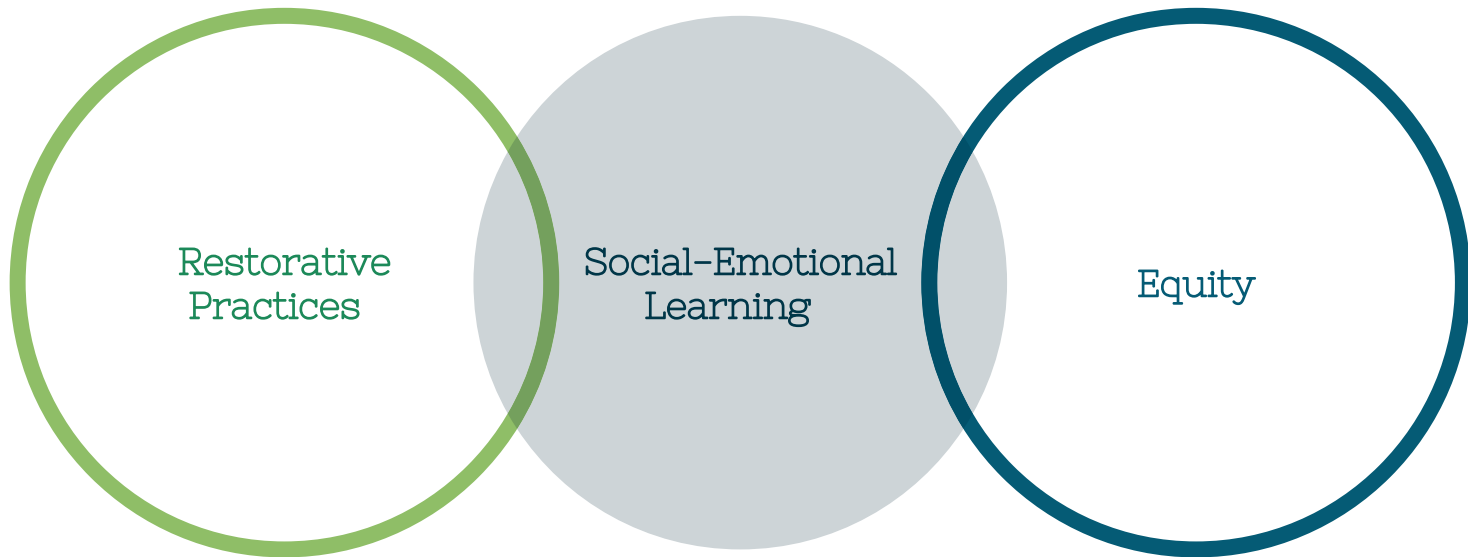 Restorative
Practices
Social-Emotional
Learning
Equity